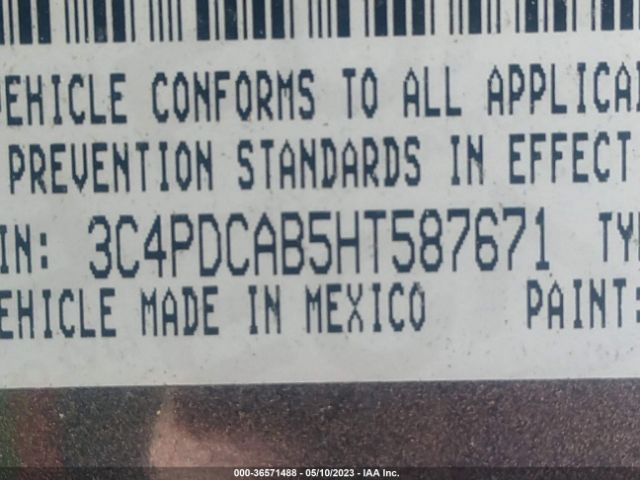 VEHICLE CONFORMS TO ALL APPLICA
PREVENTION STANDARDS IN EFFECT
IN: 3C4PDCAB5HT587671 TY
EHICLE MADE IN MEXICO PAINT:
000-36571488 - 05/10/2023 - IAA Inc.